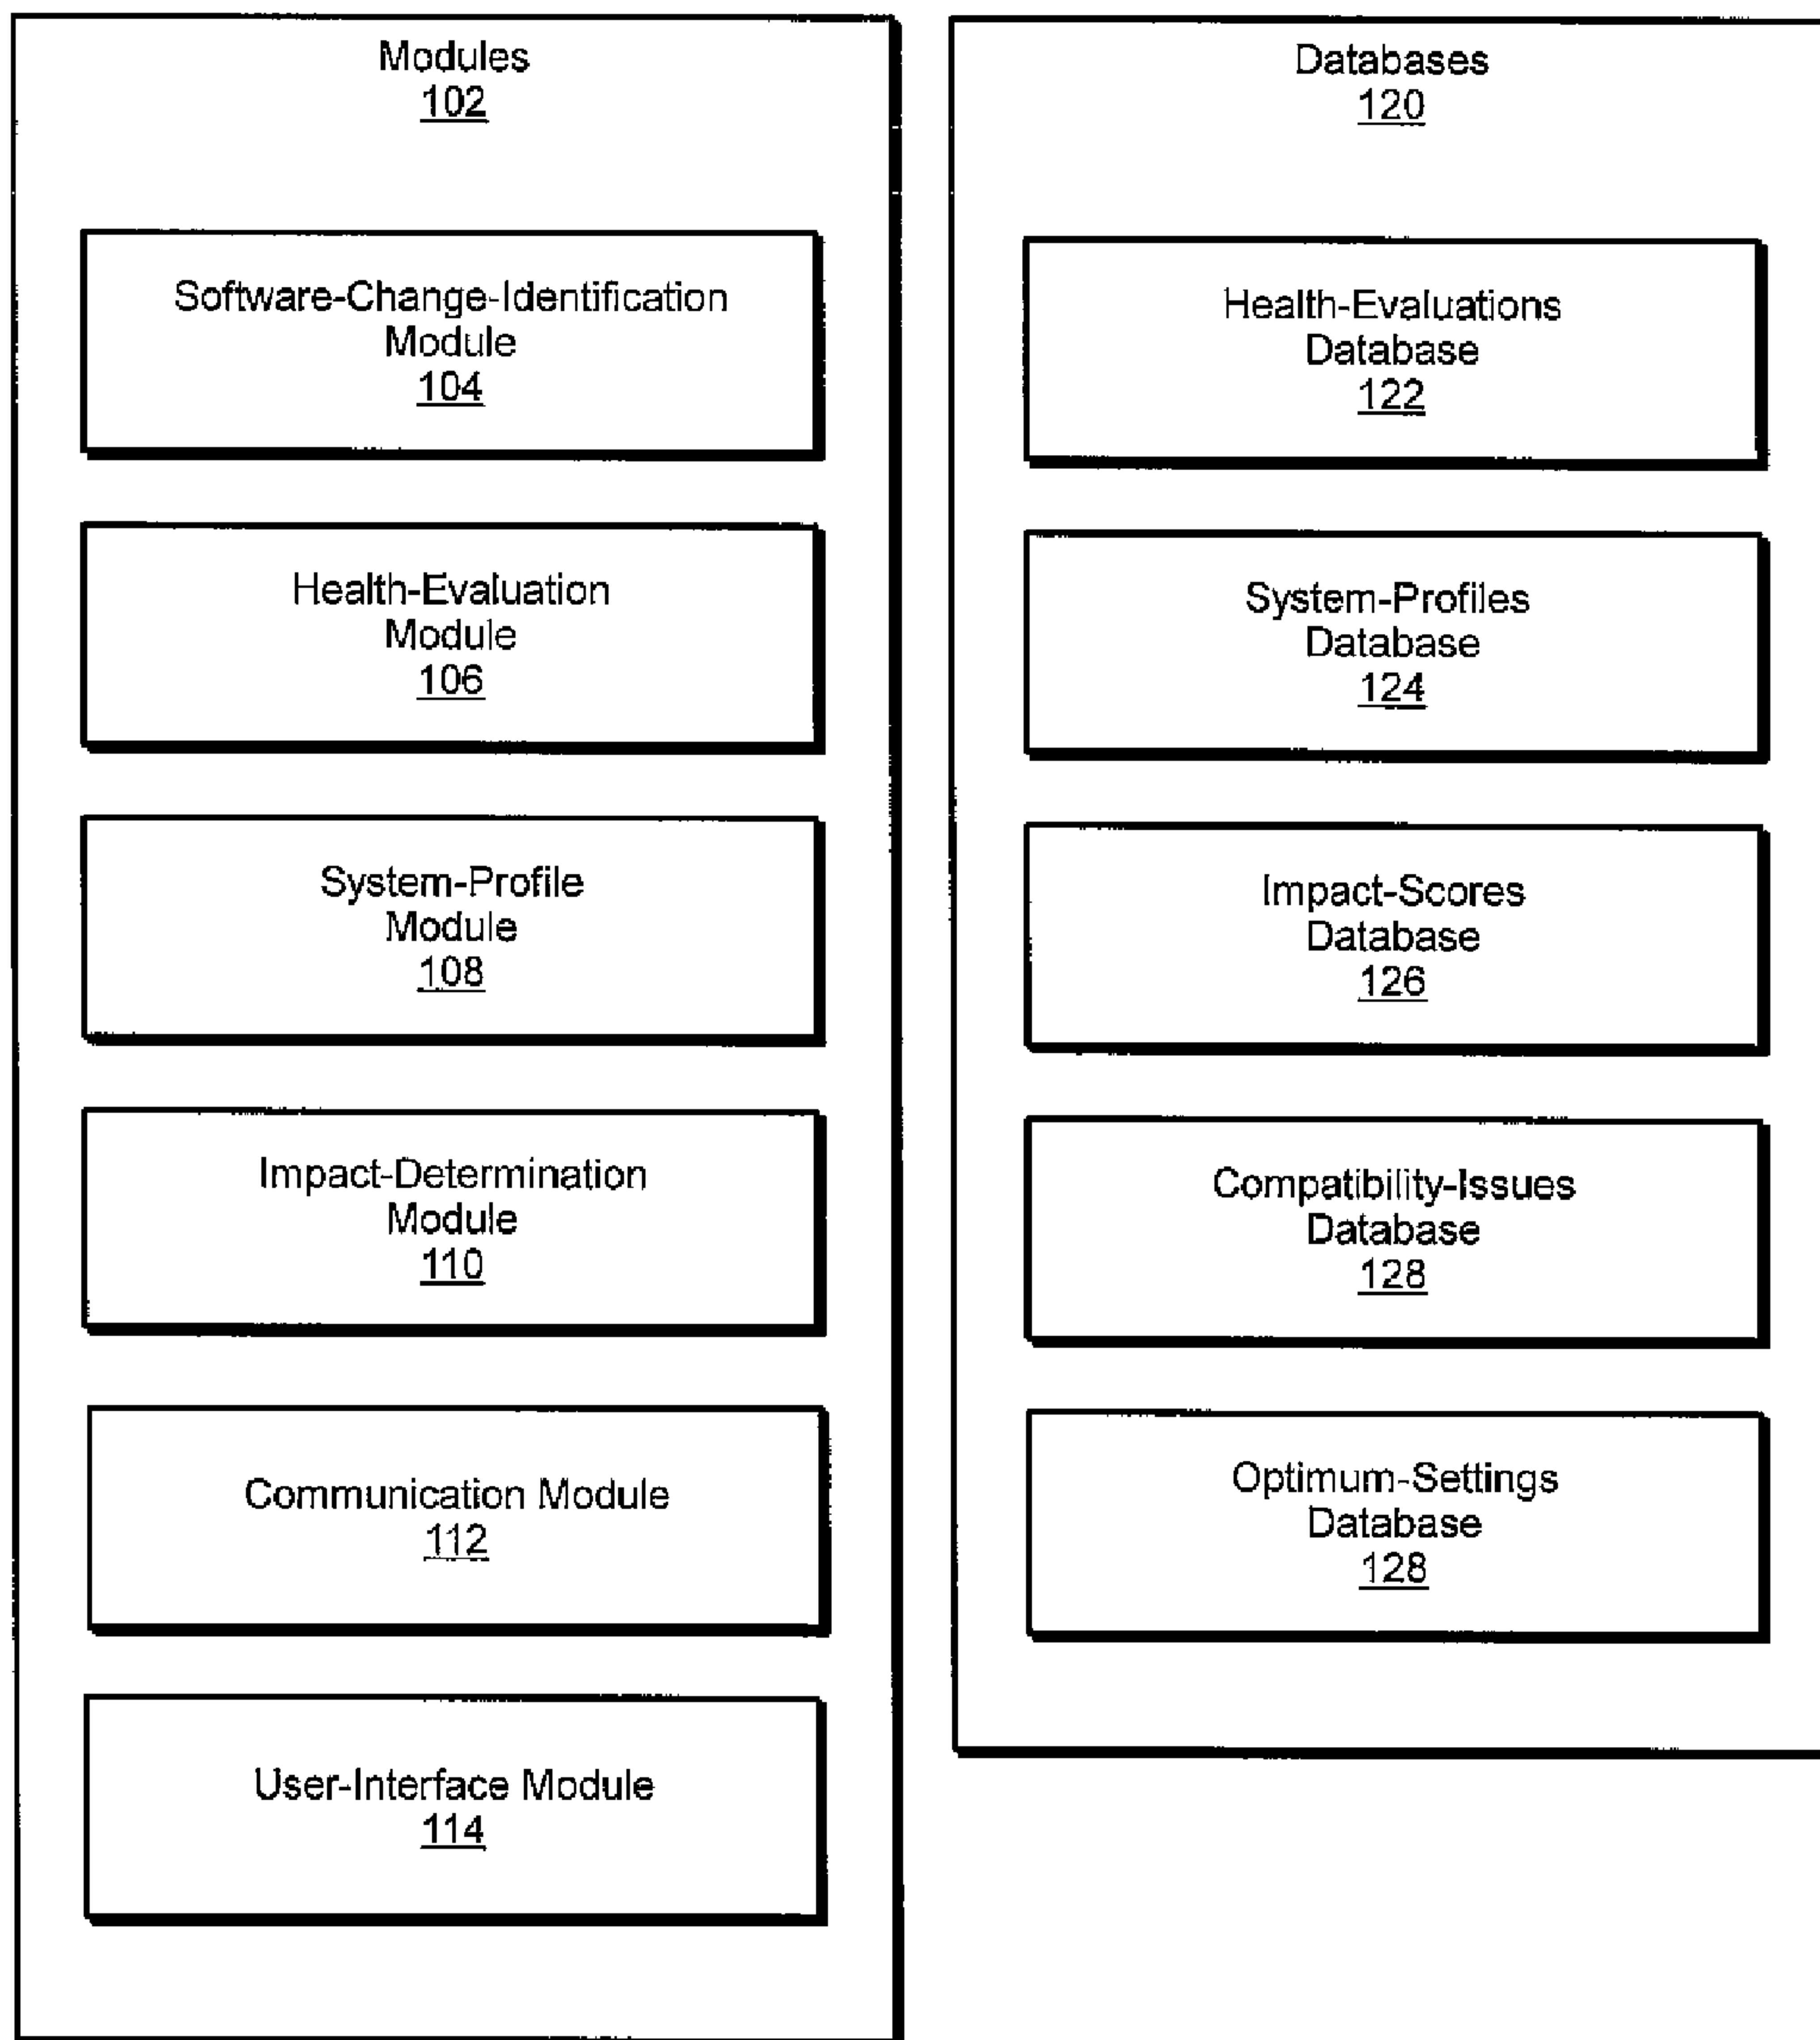 Modules
102
Software-Change-Identification
Module
104
Health-Evaluation
Module
106
System-Profile
Module
108
Impact-Determination
Module
110
Communication Module
112
User-Interface Module
114
Databases
120
Health-Evaluations
Database
122
System-Profiles
Database
124
Impact-Scores
Database
126
Compatibility-Issues
Database
128
Optimum-Settings
Database
128